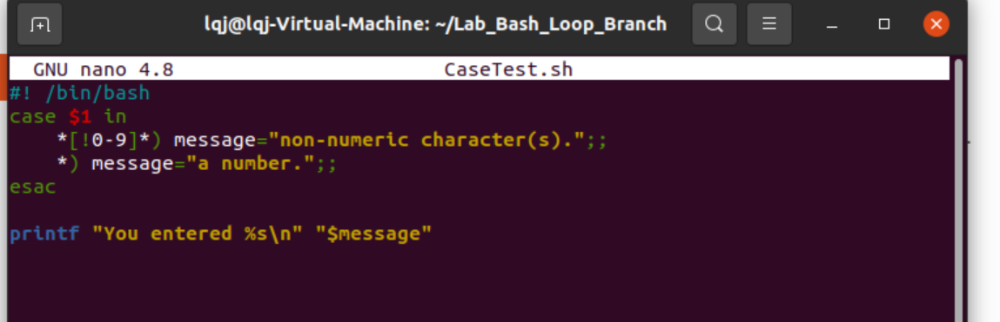 lqj@lqj-Virtual-Machine: ~/Lab_Bash_Loop_Branch
GNU nano 4.8 CaseTest.sh
#! /bin/bash
case $1 in
    *[!0-9]*) message="non-numeric character(s).";;
    *) message="a number.";;
esac

printf "You entered %s\n" "$message"